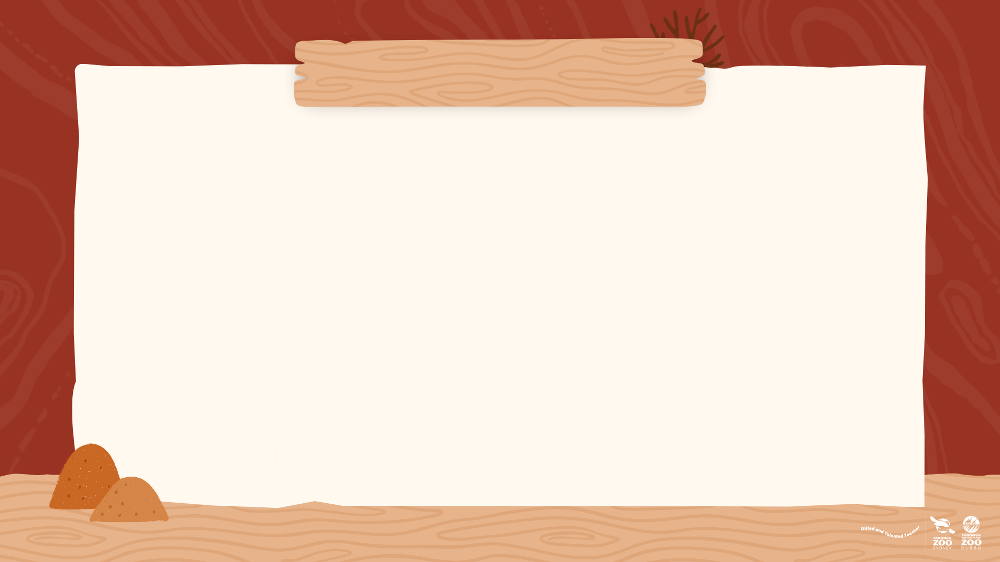 Gifted and Talented Teacher
TARONGA
ZOO
SYDNEY
TARONGA
WESTERN PLAINS
ZOO
DUBBO